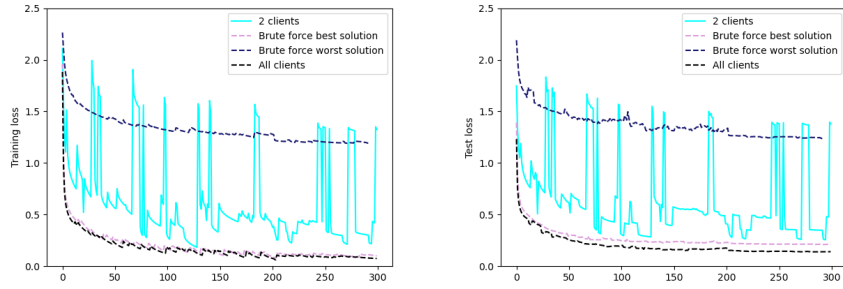 2.5
2.0
1.5
1.0
0.5
0.0
Training loss
0 50 100 150 200 250 300
2 clients
Brute force best solution
Brute force worst solution
All clients
2.5
2.0
1.5
1.0
0.5
0.0
Test loss
0 50 100 150 200 250 300
2 clients
Brute force best solution
Brute force worst solution
All clients